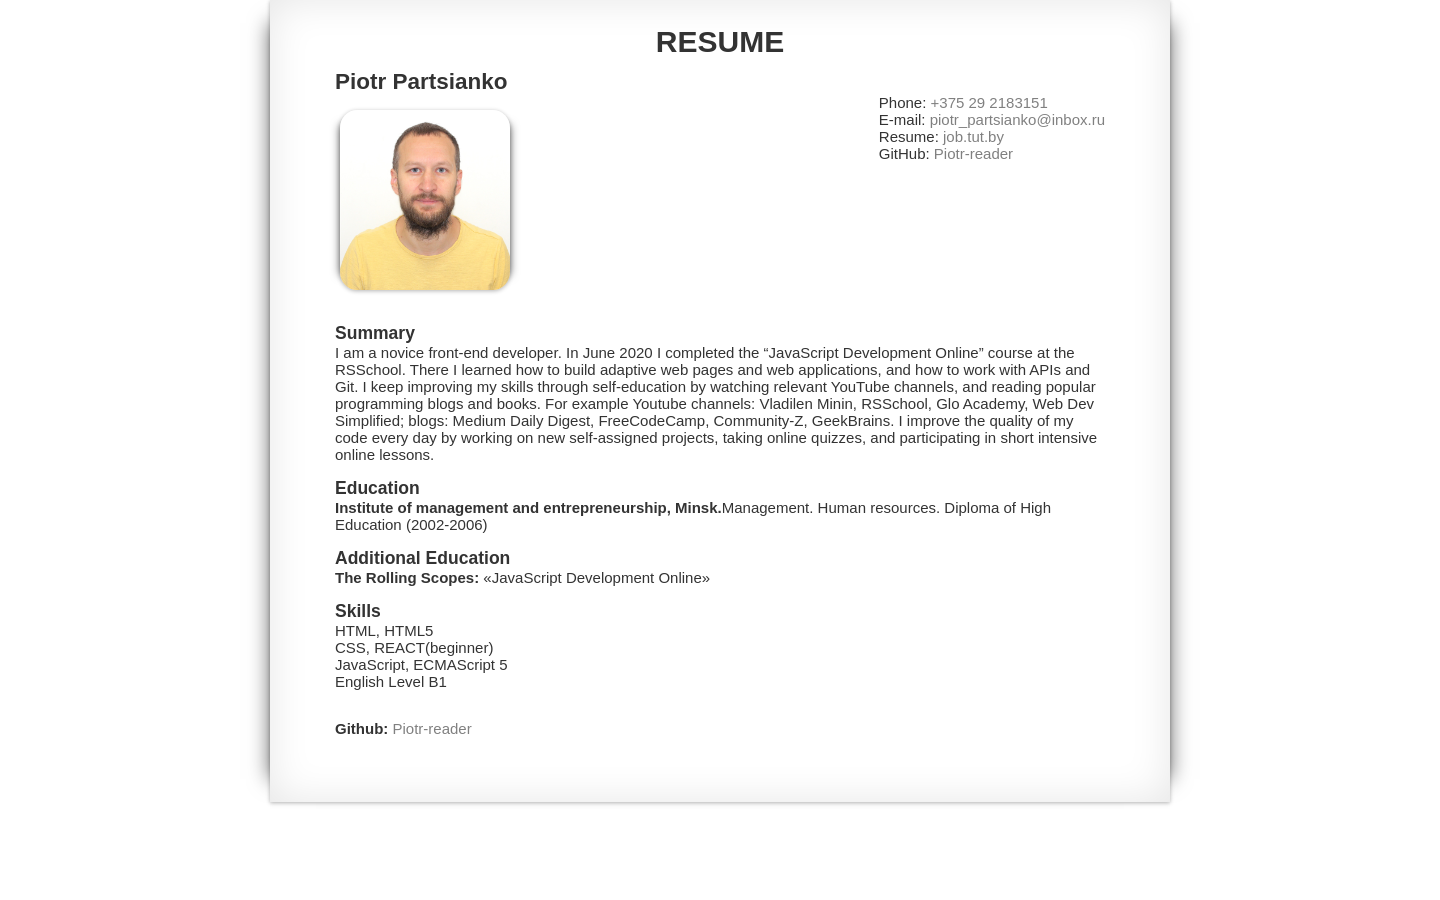 RESUME
Piotr Partsianko
Phone: +375 29 2183151
E-mail: piotr_partsianko@inbox.ru
Resume: job.tut.by
GitHub: Piotr-reader
Summary
I am a novice front-end developer. In June 2020 I completed the “JavaScript Development Online” course at the
RSSchool. There I learned how to build adaptive web pages and web applications, and how to work with APIs and
Git. I keep improving my skills through self-education by watching relevant YouTube channels, and reading popular
programming blogs and books. For example Youtube channels: Vladilen Minin, RSSchool, Glo Academy, Web Dev
Simplified; blogs: Medium Daily Digest, FreeCodeCamp, Community-Z, GeekBrains. I improve the quality of my
code every day by working on new self-assigned projects, taking online quizzes, and participating in short intensive
online lessons.
Education
Institute of management and entrepreneurship, Minsk.Management. Human resources. Diploma of High
Education (2002-2006)
Additional Education
The Rolling Scopes: «JavaScript Development Online»
Skills
HTML, HTML5
CSS, REACT(beginner)
JavaScript, ECMAScript 5
English Level B1
Github: Piotr-reader